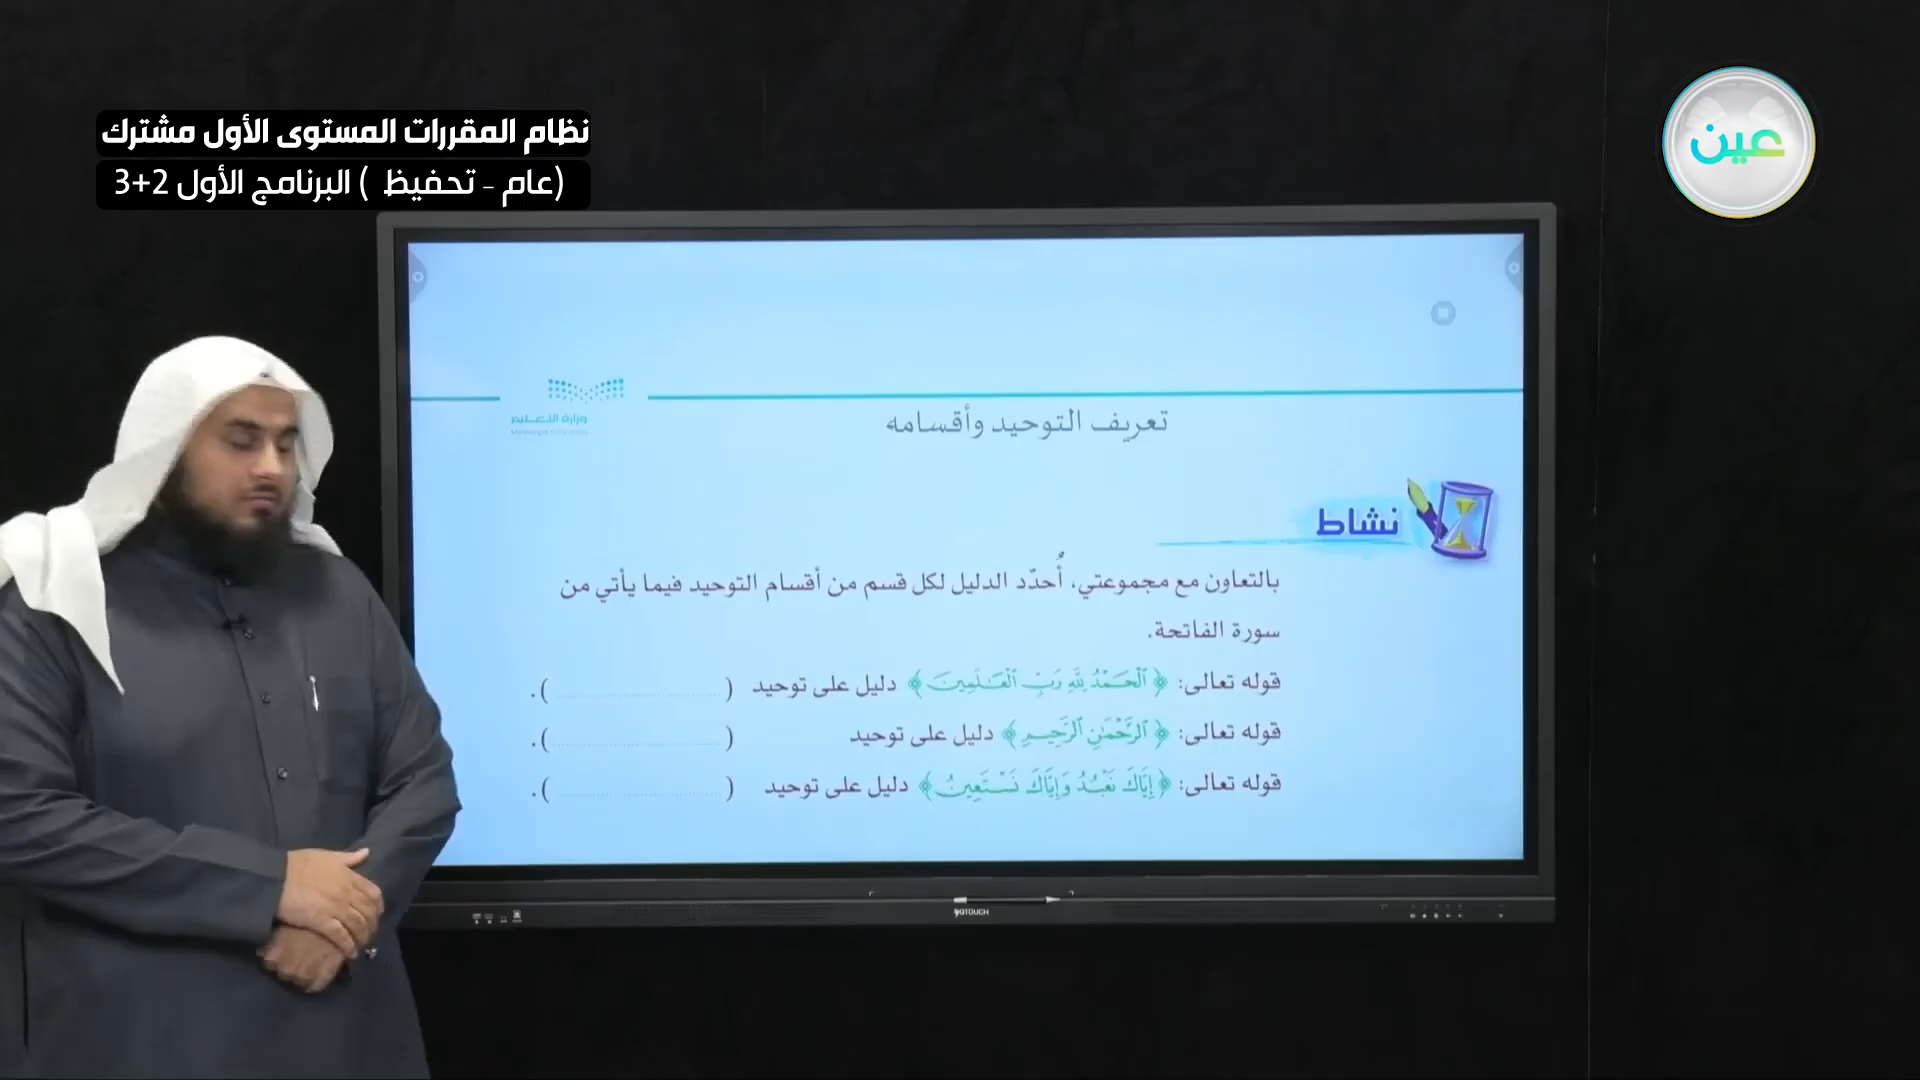 نظام المقررات المستوى الأول مشترك
(عام - تحفيظ ) البرنامج الأول 2+3
عين
وزارة التعليم
تعريف التوحيد وأقسامه
نشاط
بالتعاون مع مجموعتي، أُحدّد الدليل لكل قسم من أقسام التوحيد فيما يأتي من
سورة الفاتحة.
قوله تعالى: ﴿ٱلْحَمْدُ لِلَّهِ رَبِّ ٱلْعَـٰلَمِينَ﴾ دليل على توحيد (....................).
قوله تعالى: ﴿ٱلرَّحْمَـٰنِ ٱلرَّحِيمِ﴾ دليل على توحيد (....................).
قوله تعالى: ﴿إِيَّاكَ نَعْبُدُ وَإِيَّاكَ نَسْتَعِينُ﴾ دليل على توحيد (....................).